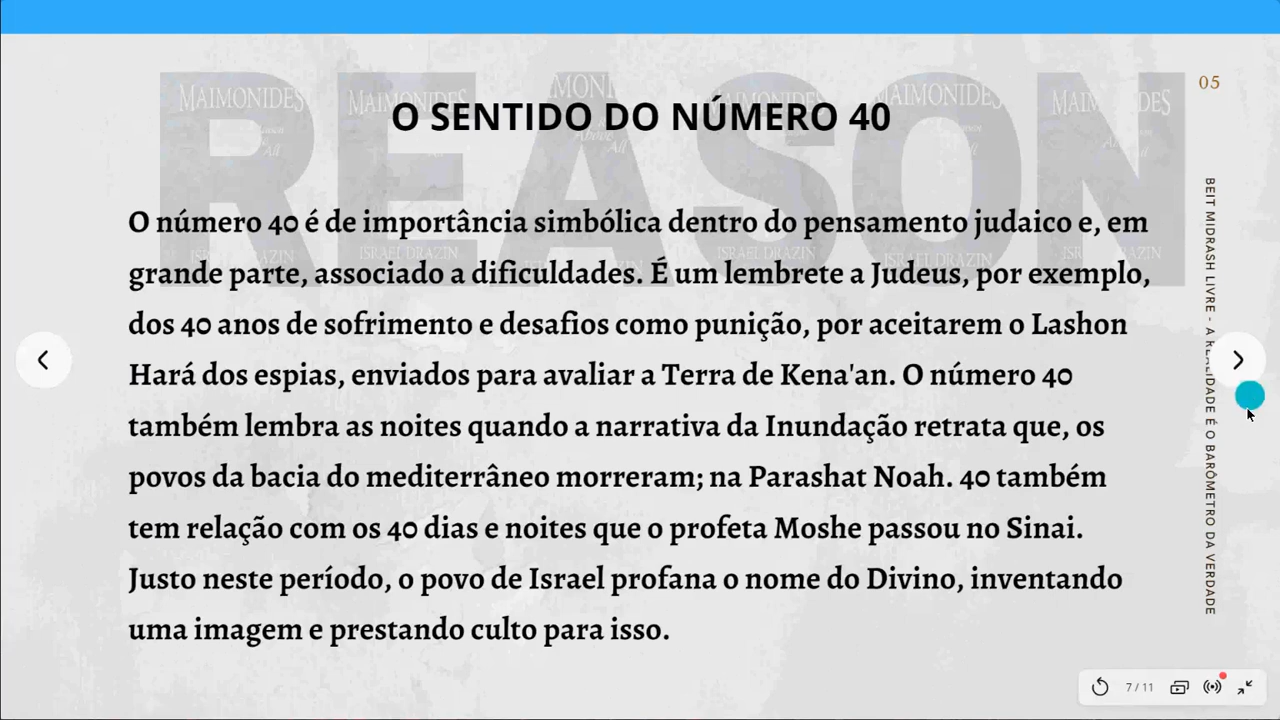 REASON
MAIMONIDES MAIMONIDES MAIMONIDES
ISRAEL DRAZIN ISRAEL DRAZIN ISRAEL DRAZIN
05
O SENTIDO DO NÚMERO 40
O número 40 é de importância simbólica dentro do pensamento judaico e, em
grande parte, associado a dificuldades. É um lembrete a Judeus, por exemplo,
dos 40 anos de sofrimento e desafios como punição, por aceitarem o Lashon
Hará dos espias, enviados para avaliar a Terra de Kena'an. O número 40
também lembra as noites quando a narrativa da Inundação retrata que, os
povos da bacia do mediterrâneo morreram; na Parashat Noah. 40 também
tem relação com os 40 dias e noites que o profeta Moshe passou no Sinai.
Justo neste período, o povo de Israel profana o nome do Divino, inventando
uma imagem e prestando culto para isso.
BEIT MIDRASH LIVRE - A REALIDADE É O BARÔMETRO DA VERDADE
7 / 11